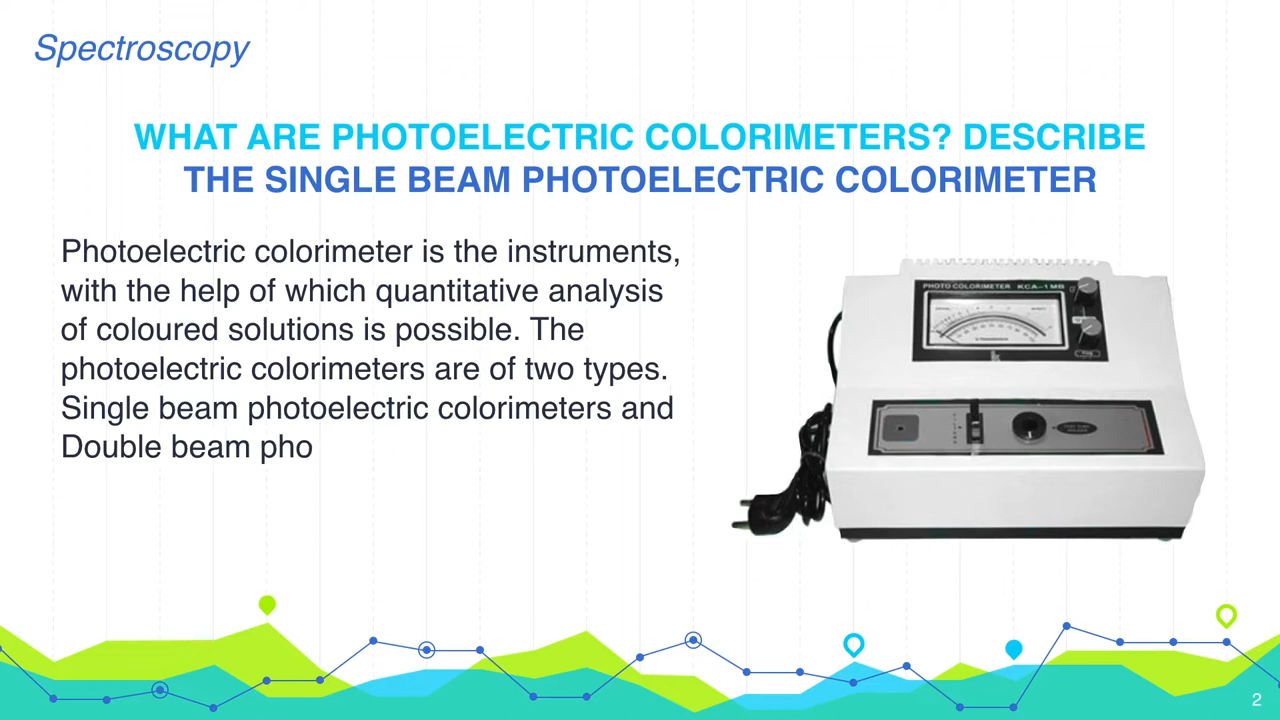 Spectroscopy
WHAT ARE PHOTOELECTRIC COLORIMETERS? DESCRIBE
THE SINGLE BEAM PHOTOELECTRIC COLORIMETER
Photoelectric colorimeter is the instruments,
with the help of which quantitative analysis
of coloured solutions is possible. The
photoelectric colorimeters are of two types.
Single beam photoelectric colorimeters and
Double beam pho
PHOTO COLORIMETER KCA-1 MB
2